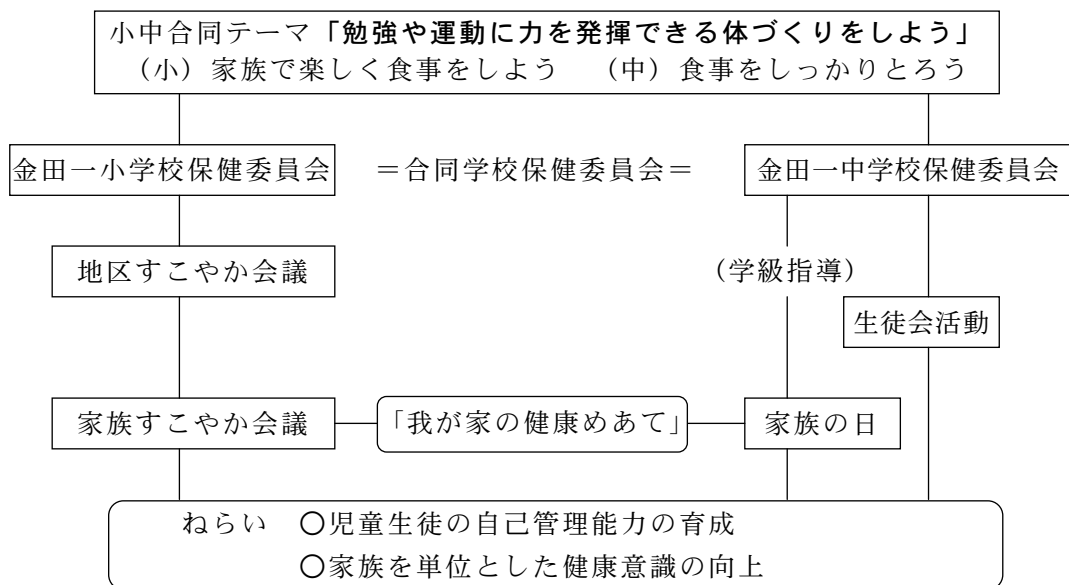 小中合同テーマ「勉強や運動に力を発揮できる体づくりをしよう」
（小）家族で楽しく食事をしよう　（中）食事をしっかりとろう
金田一小学校保健委員会　＝合同学校保健委員会＝　金田一中学校保健委員会
地区すこやか会議　（学級指導）
生徒会活動
家族すこやか会議　「我が家の健康めあて」　家族の日
ねらい　○児童生徒の自己管理能力の育成
○家族を単位とした健康意識の向上